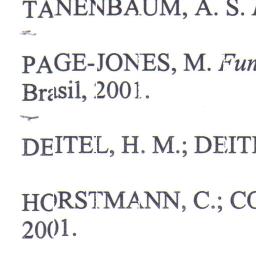 TANENBAUM, A. S.
PAGE-JONES, M. Fun
Brasil, 2001.
DEITEL, H. M.; DEIT
HORSTMANN, C.; CO
2001.